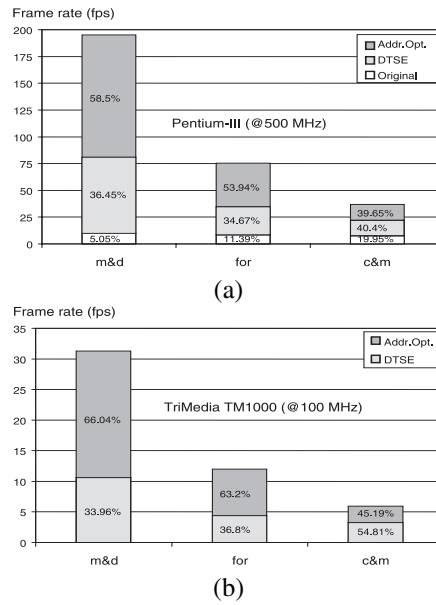 Frame rate (fps)
200
175
150
125
100
75
50
25
0
Addr.Opt.
DTSE
Original
Pentium-III (@500 MHz)
58.5%
36.45%
5.05%
53.94%
34.67%
11.39%
39.65%
40.4%
19.95%
m&d
for
c&m
(a)
Frame rate (fps)
35
30
25
20
15
10
5
0
Addr.Opt.
DTSE
TriMedia TM1000 (@100 MHz)
66.04%
33.96%
63.2%
36.8%
45.19%
54.81%
m&d
for
c&m
(b)